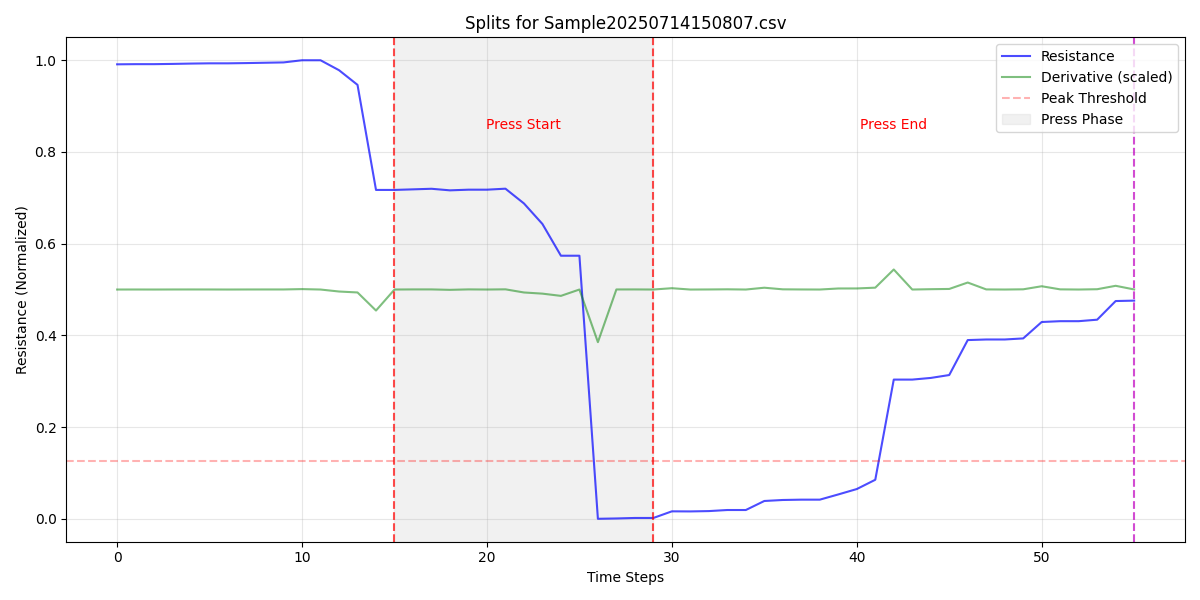 Splits for Sample20250714150807.csv
Resistance (Normalized)
1.0
0.8
0.6
0.4
0.2
0.0
Press Start
Press End
Resistance
Derivative (scaled)
Peak Threshold
Press Phase
0 10 20 30 40 50
Time Steps